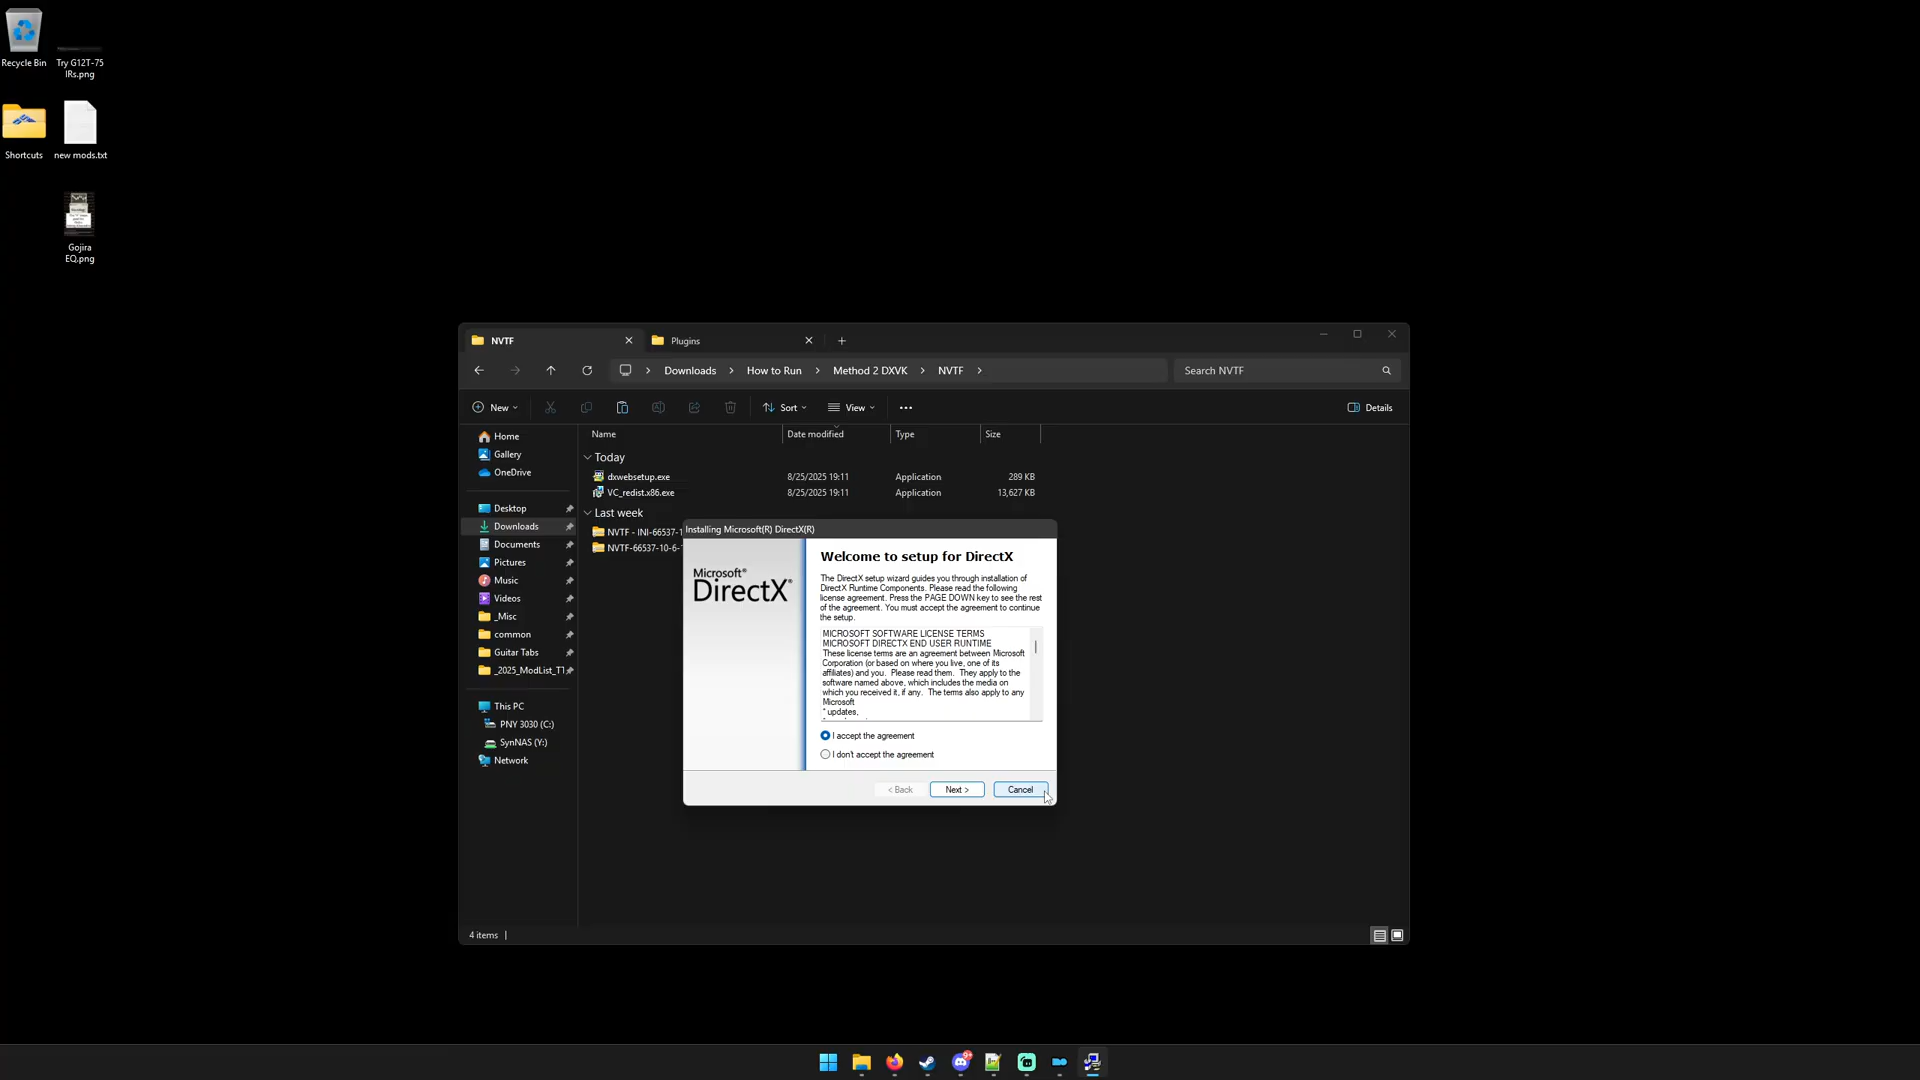 Recycle Bin
Try G12T-75
IRs.png
Shortcuts
new mods.txt
Gojira
EQ.png
NVTF
Plugins
Downloads
How to Run
Method 2 DXVK
NVTF
Search NVTF
New
Sort
View
Details
Home
Gallery
OneDrive
Desktop
Downloads
Documents
Pictures
Music
Videos
_Misc
common
Guitar Tabs
_2025_ModList_T1
This PC
PNY 3030 (C:)
SynNAS (Y:)
Network
Name
Date modified
Type
Size
Today
dxwebsetup.exe
8/25/2025 19:11
Application
289 KB
VC_redist.x86.exe
8/25/2025 19:11
Application
13,627 KB
Last week
NVTF - INI-66537-1
NVTF-66537-10-6-
Installing Microsoft(R) DirectX(R)
Microsoft®
DirectX®
Welcome to setup for DirectX
The DirectX setup wizard guides you through installation of
DirectX Runtime Components. Please read the following
license agreement. Press the PAGE DOWN key to see the rest
of the agreement. You must accept the agreement to continue
the setup.
MICROSOFT SOFTWARE LICENSE TERMS
MICROSOFT DIRECTX END USER RUNTIME
These license terms are an agreement between Microsoft
Corporation (or based on where you live, one of its
affiliates) and you. Please read them. They apply to the
software named above, which includes the media on
which you received it, if any. The terms also apply to any
Microsoft
* updates,
I accept the agreement
I don't accept the agreement
< Back
Next >
Cancel
4 items